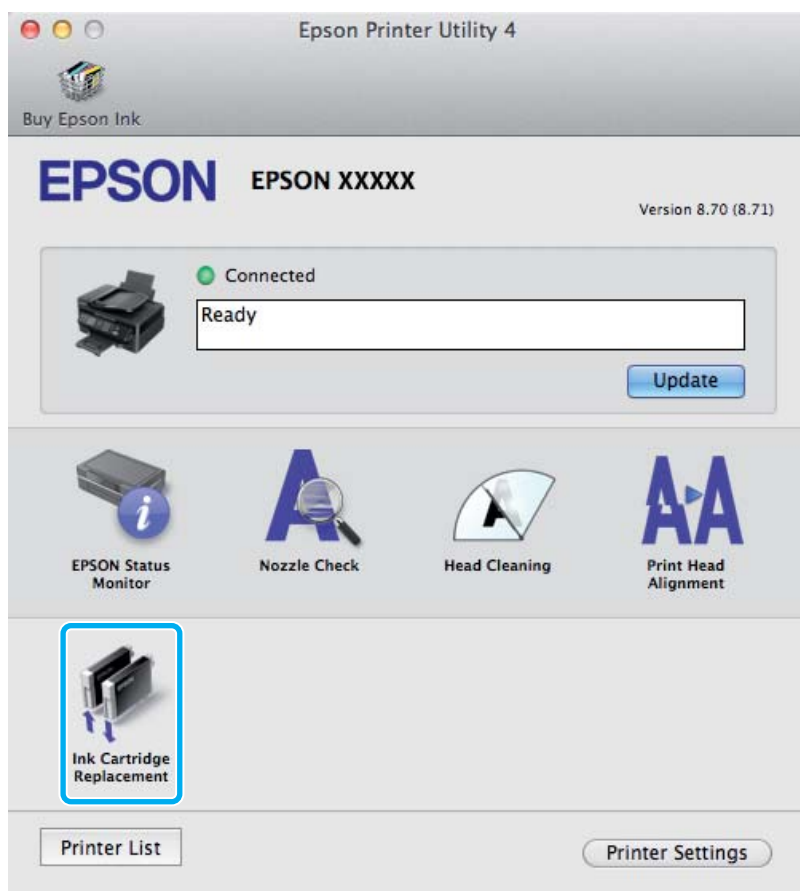 Epson Printer Utility 4
Buy Epson Ink
EPSON EPSON XXXXX
Version 8.70 (8.71)
Connected
Ready
Update
EPSON Status
Monitor
Nozzle Check
Head Cleaning
Print Head
Alignment
Ink Cartridge
Replacement
Printer List
Printer Settings